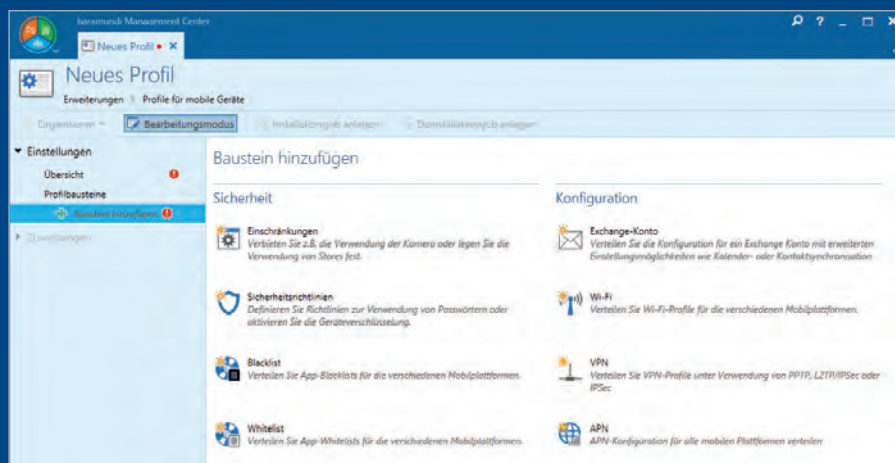 baramundi Management Center
Neues Profil
Neues Profil
Erweiterungen Profile für mobile Geräte
Organisieren Bearbeitungsmodus Installationsjob anlegen Deinstallationsjob anlegen
Einstellungen
Übersicht
Profilbausteine
Baustein hinzufügen
Zuweisungen
Baustein hinzufügen
Sicherheit
Einschränkungen
Verbieten Sie z.B. die Verwendung der Kamera oder legen Sie die
Verwendung von Stores fest.
Sicherheitsrichtlinien
Definieren Sie Richtlinien zur Verwendung von Passwörtern oder
aktivieren Sie die Geräteverschlüsselung.
Blacklist
Verteilen Sie App-Blacklists für die verschiedenen Mobilplattformen.
Whitelist
Verteilen Sie App-Whitelists für die verschiedenen Mobilplattformen.
Konfiguration
Exchange-Konto
Verteilen Sie die Konfiguration für ein Exchange Konto mit erweiterten
Einstellungsmöglichkeiten wie Kalender- oder Kontaktsynchronisation
Wi-Fi
Verteilen Sie Wi-Fi-Profile für die verschiedenen Mobilplattformen.
VPN
Verteilen Sie VPN-Profile unter Verwendung von PPTP, L2TP/IPSec oder
IPSec
APN
APN-Konfiguration für alle mobilen Plattformen verteilen